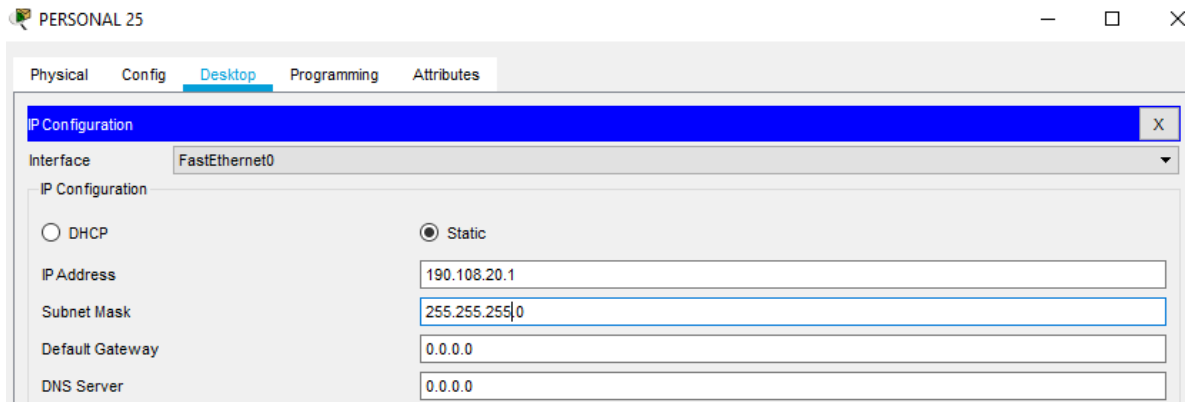 PERSONAL 25
Physical Config Desktop Programming Attributes
IP Configuration X
Interface FastEthernet0
IP Configuration
DHCP Static
IP Address 190.108.20.1
Subnet Mask 255.255.255.0
Default Gateway 0.0.0.0
DNS Server 0.0.0.0